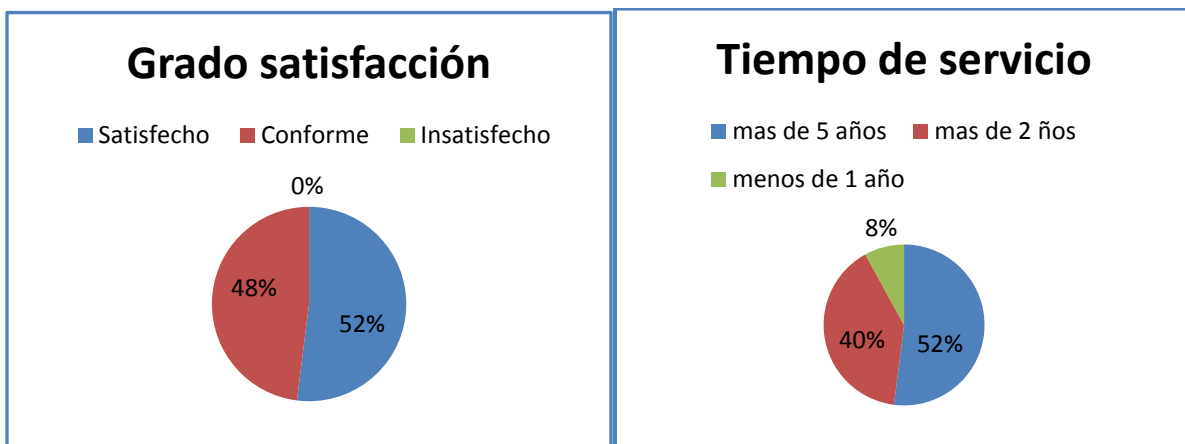 Grado satisfacción
Satisfecho Conforme Insatisfecho
0%
48%
52%
Tiempo de servicio
mas de 5 años mas de 2 ños
menos de 1 año
8%
40%
52%